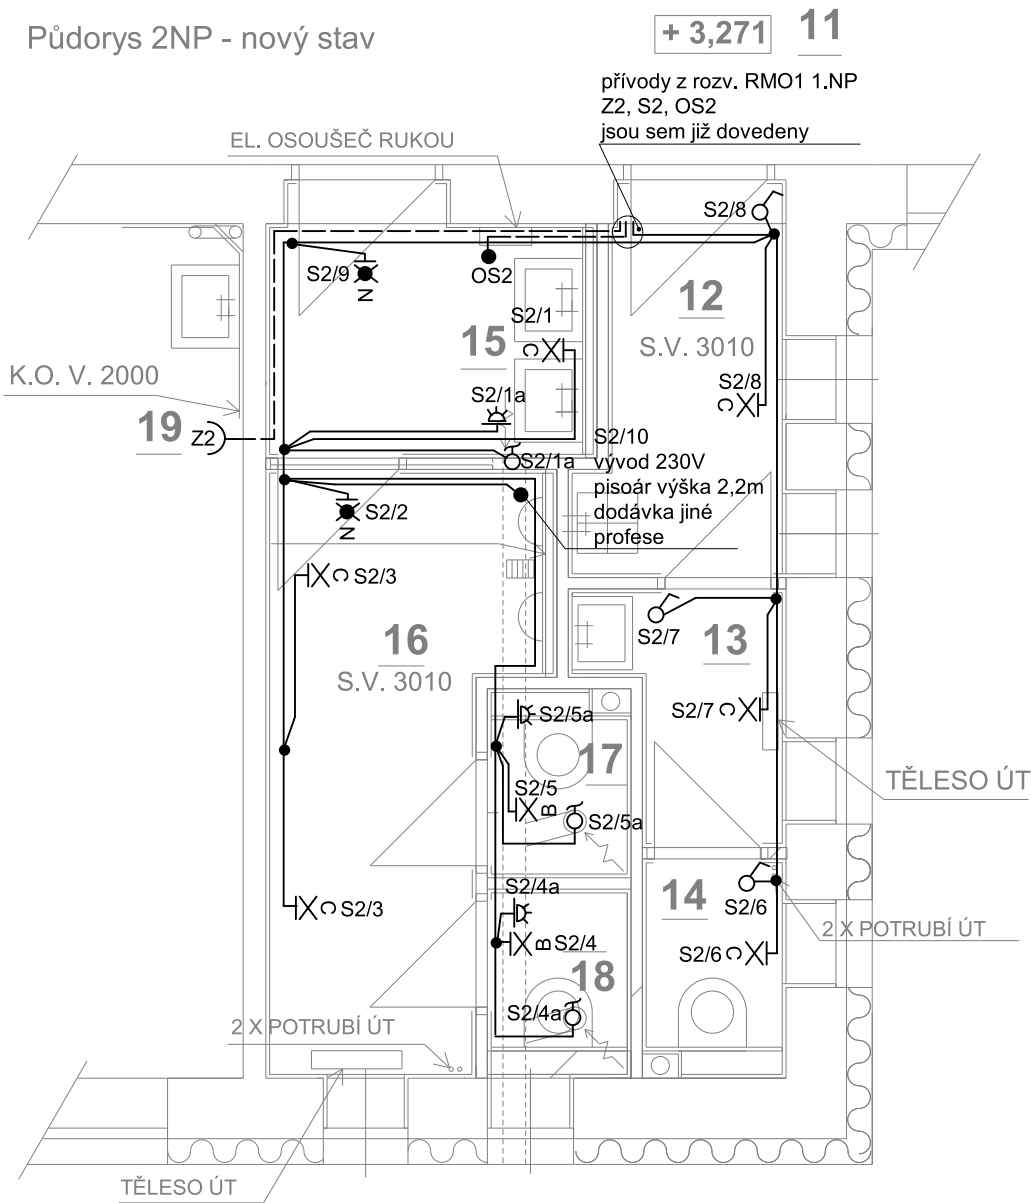 Půdorys 2NP - nový stav
+ 3,271
11
přívody z rozv. RMO1 1.NP
Z2, S2, OS2
jsou sem již dovedeny
EL. OSOUŠEČ RUKOU
S2/8
S2/9
N
OS2
12
S.V. 3010
S2/1
C
15
K.O. V. 2000
S2/8
C
S2/1a
19
Z2
S2/1a
S2/10
vývod 230V
pisoár výška 2,2m
dodávka jiné
profese
S2/2
N
C S2/3
16
S.V. 3010
S2/7
13
S2/7 C
S2/5a
17
TĚLESO ÚT
S2/5
B
S2/5a
S2/4a
14
S2/6
C S2/3
B S2/4
2 X POTRUBÍ ÚT
S2/6 C
18
S2/4a
2 X POTRUBÍ ÚT
TĚLESO ÚT